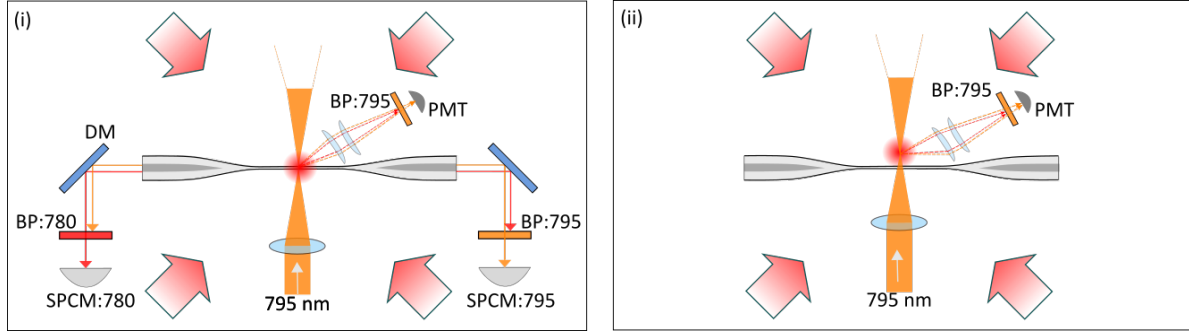 (i)
BP:795
PMT
DM
BP:780
BP:795
SPCM:780
795 nm
SPCM:795
(ii)
BP:795
PMT
795 nm